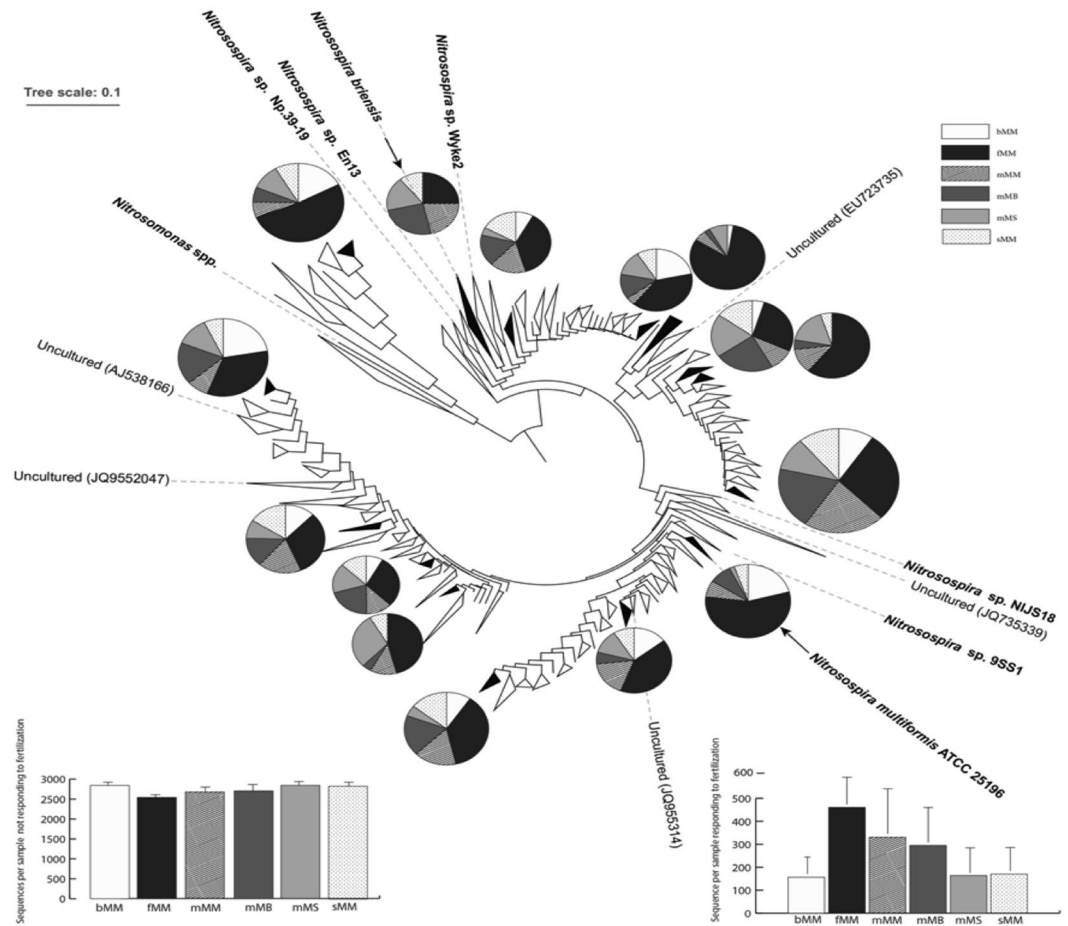 Tree scale: 0.1
Nitrosospira sp. Np.39-19
Nitrosospira sp. En13
Nitrosospira briensis
Nitrosospira sp. Wyke2
Nitrosomonas spp.
Uncultured (EU723735)
bMM
fMM
mMM
mMB
mMS
sMM
Uncultured (AJ538166)
Uncultured (JQ9552047)
Nitrosospira sp. NIJS18
Uncultured (JQ735339)
Nitrosospira sp. 9SS1
Nitrosospira multiformis ATCC 25196
Uncultured (JQ955314)
Sequences per sample not responding to fertilization
3000
2500
2000
1500
1000
500
0
bMM fMM mMM mMB mMS sMM
Sequence per sample responding to fertilization
600
500
400
300
200
100
0
bMM fMM mMM mMB mMS sMM